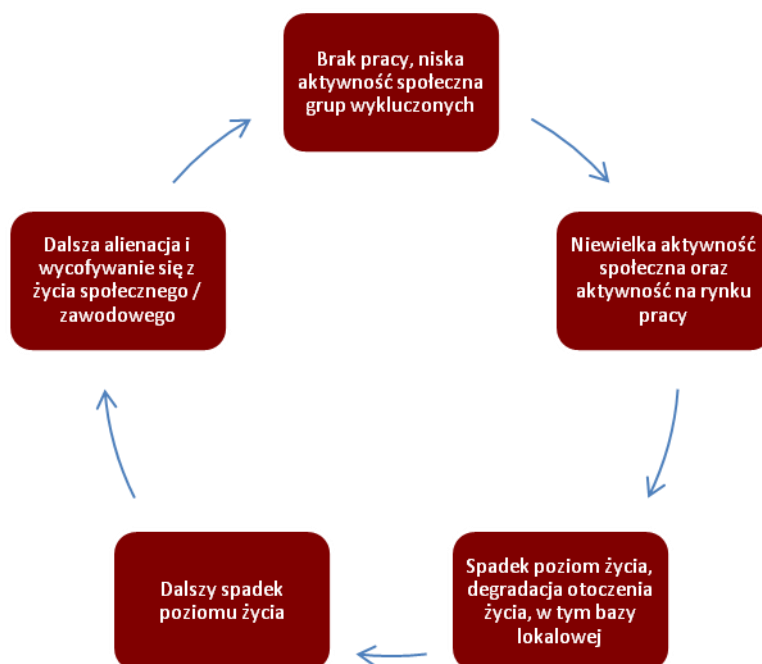 Brak pracy, niska
aktywność społeczna
grup wykluczonych
Niewielka aktywność
społeczna oraz
aktywność na rynku
pracy
Spadek poziom życia,
degradacja otoczenia
życia, w tym bazy
lokalowej
Dalszy spadek
poziomu życia
Dalsza alienacja i
wycofywanie się z
życia społecznego /
zawodowego